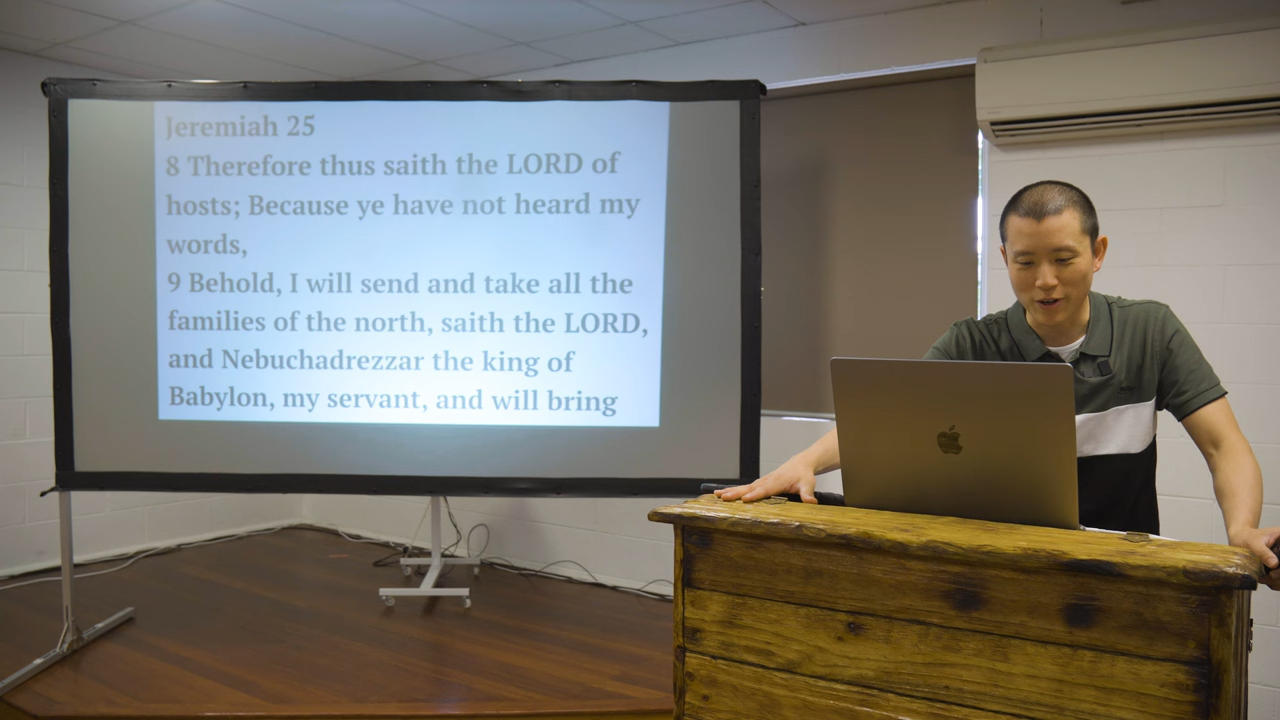 Jeremiah 25
8 Therefore thus saith the LORD of
hosts; Because ye have not heard my
words,
9 Behold, I will send and take all the
families of the north, saith the LORD,
and Nebuchadrezzar the king of
Babylon, my servant, and will bring